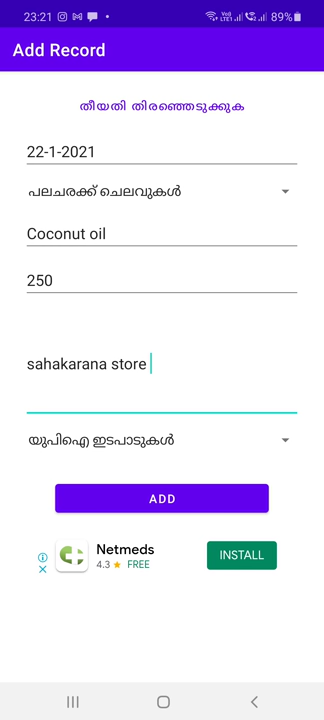 23:21
89%
Add Record
തീയതി തിരഞ്ഞെടുക്കുക
22-1-2021
പലചരക്ക് ചെലവുകൾ
Coconut oil
250
sahakarana store
യുപിഐ ഇടപാടുകൾ
ADD
Netmeds
4.3 ★ FREE
INSTALL